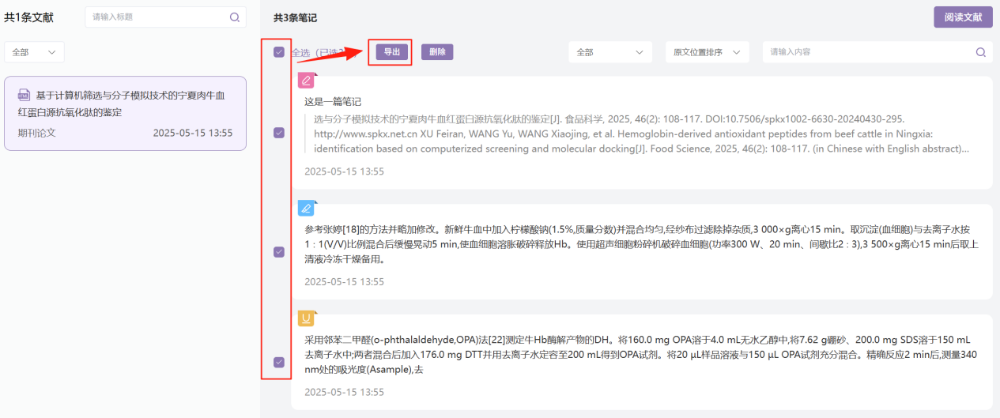 共1条文献
请输入标题
全部
基于计算机筛选与分子模拟技术的宁夏肉牛血
红蛋白源抗氧化肽的鉴定
期刊论文 2025-05-15 13:55
共3条笔记
阅读文献
全选（已选
导出
删除
全部
原文位置排序
请输入内容
这是一篇笔记
选与分子模拟技术的宁夏肉牛血红蛋白源抗氧化肽的鉴定[J]. 食品科学, 2025, 46(2): 108-117. DOI:10.7506/spkx1002-6630-20240430-295.
http://www.spkx.net.cn XU Feiran, WANG Yu, WANG Xiaojing, et al. Hemoglobin-derived antioxidant peptides from beef cattle in Ningxia:
identification based on computerized screening and molecular docking[J]. Food Science, 2025, 46(2): 108-117. (in Chinese with English abstract)...
2025-05-15 13:55
参考张婷[18]的方法并略加修改。新鲜牛血中加入柠檬酸钠(1.5%,质量分数)并混合均匀,经纱布过滤除掉杂质,3 000×g离心15 min。取沉淀(血细胞)与去离子水按
1 : 1(V/V)比例混合后缓慢晃动5 min,使血细胞溶胀破碎释放Hb。使用超声细胞粉碎机破碎血细胞(功率300 W、20 min、间歇比2 : 3),3 500×g离心15 min后取上
清液冷冻干燥备用。
2025-05-15 13:55
采用邻苯二甲醛(o-phthalaldehyde,OPA)法[22]测定牛Hb酶解产物的DH。将160.0 mg OPA溶于4.0 mL无水乙醇中,将7.62 g硼砂、200.0 mg SDS溶于150 mL
去离子水中;两者混合后加入176.0 mg DTT并用去离子水定容至200 mL得到OPA试剂。将20 μL样品溶液与150 μL OPA试剂充分混合。精确反应2 min后,测量340
nm处的吸光度(Asample),去
2025-05-15 13:55